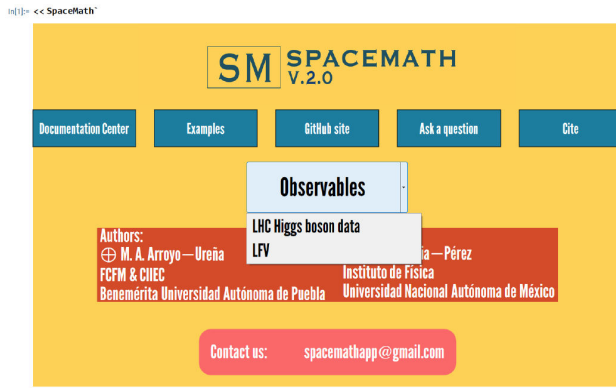 In[1]:= << SpaceMath`
SM SPACEMATH
V.2.0
Documentation Center Examples GitHub site Ask a question Cite
Observables
LHC Higgs boson data
LFV
Authors:
⊕ M. A. Arroyo—Ureña
FCFM & CIIEC
Benemérita Universidad Autónoma de Puebla
ia—Pérez
Instituto de Física
Universidad Nacional Autónoma de México
Contact us: spacemathapp@gmail.com